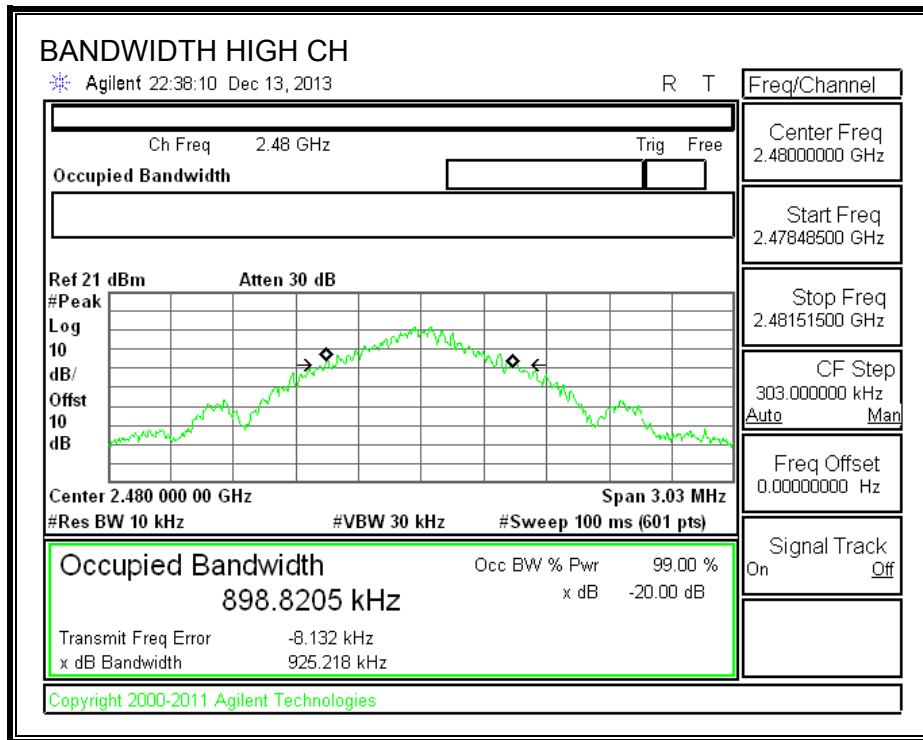 BANDWIDTH HIGH CH
Agilent 22:38:10 Dec 13, 2013 R T
Freq/Channel
Ch Freq 2.48 GHz Trig Free
Occupied Bandwidth
Center Freq
2.48000000 GHz
Start Freq
2.47848500 GHz
Stop Freq
2.48151500 GHz
CF Step
303.000000 kHz
Auto Man
Freq Offset
0.00000000 Hz
Signal Track
On Off
Ref 21 dBm Atten 30 dB
#Peak
Log
10
dB/
Offst
10
dB
Center 2.480 000 00 GHz Span 3.03 MHz
#Res BW 10 kHz #VBW 30 kHz #Sweep 100 ms (601 pts)
Occupied Bandwidth Occ BW % Pwr 99.00 %
898.8205 kHz x dB -20.00 dB
Transmit Freq Error -8.132 kHz
x dB Bandwidth 925.218 kHz
Copyright 2000-2011 Agilent Technologies